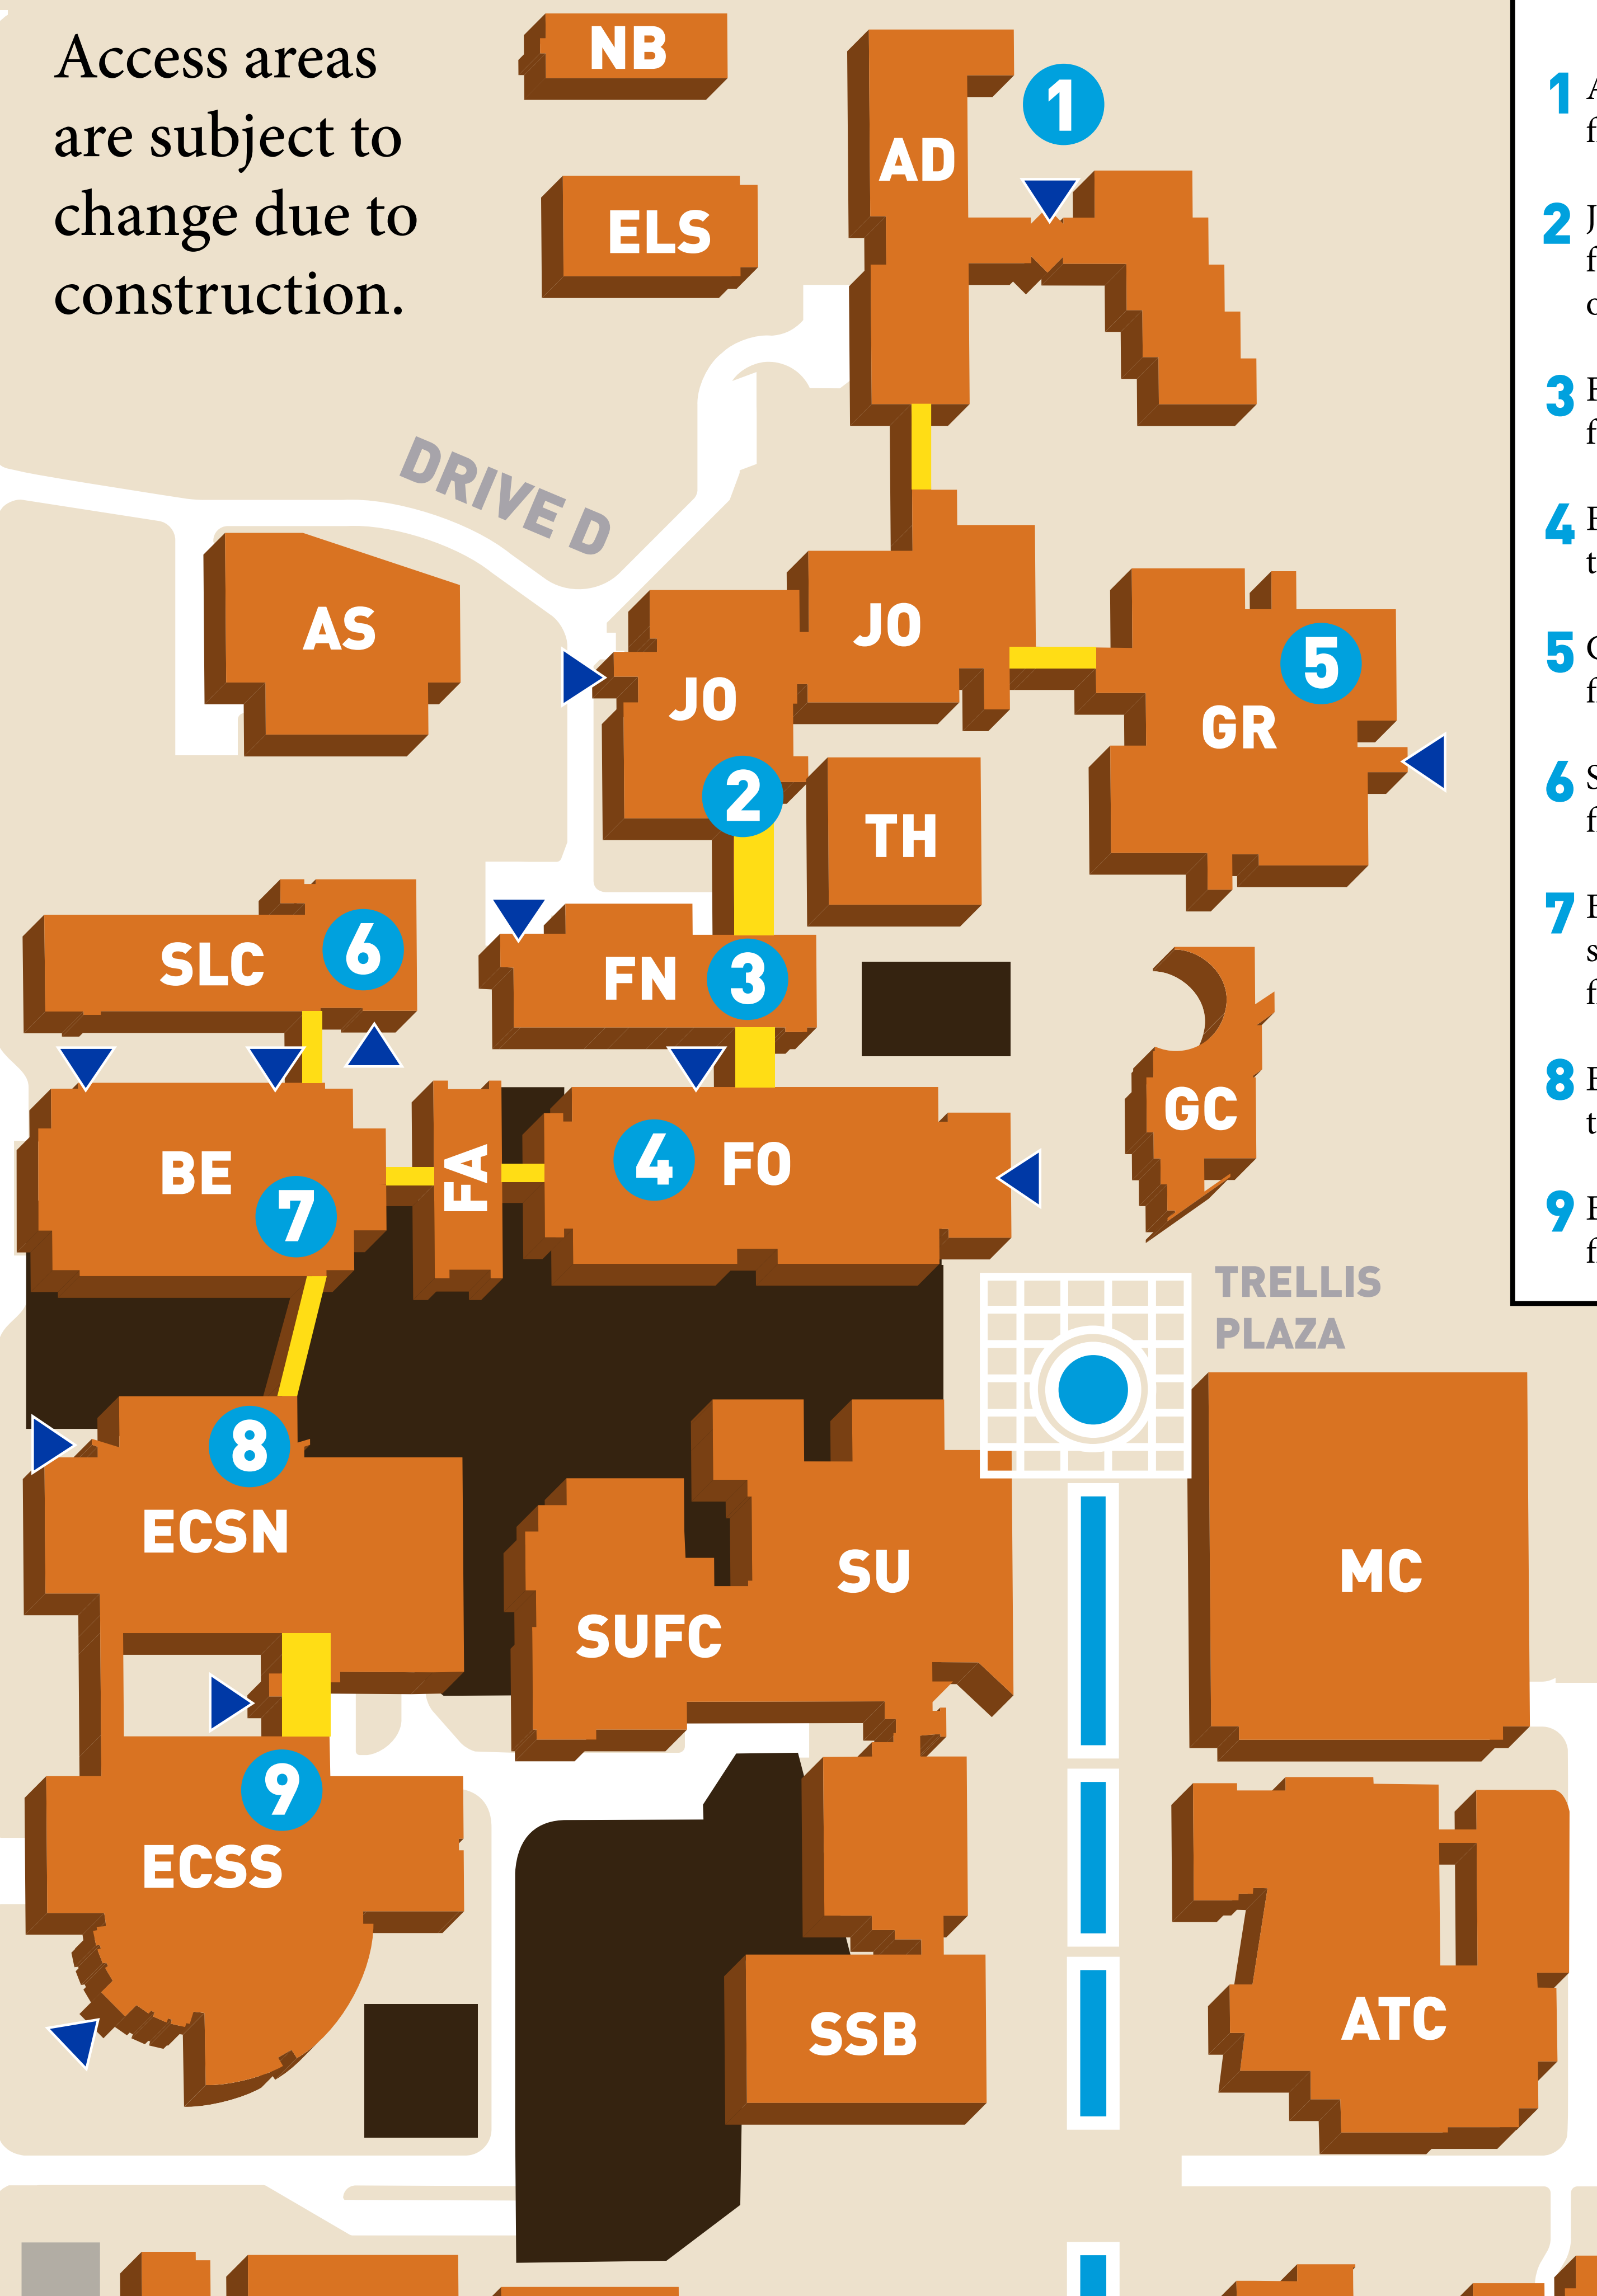 Access areas
are subject to
change due to
construction.
NB
AD
1
ELS
DRIVE D
AS
JO
JO
5
GR
2
TH
SLC
6
FN
3
GC
BE
7
FA
4
FO
TRELLIS
PLAZA
8
ECSN
SU
SUFC
MC
9
ECSS
SSB
ATC
1
2
3
4
5
6
7
8
9